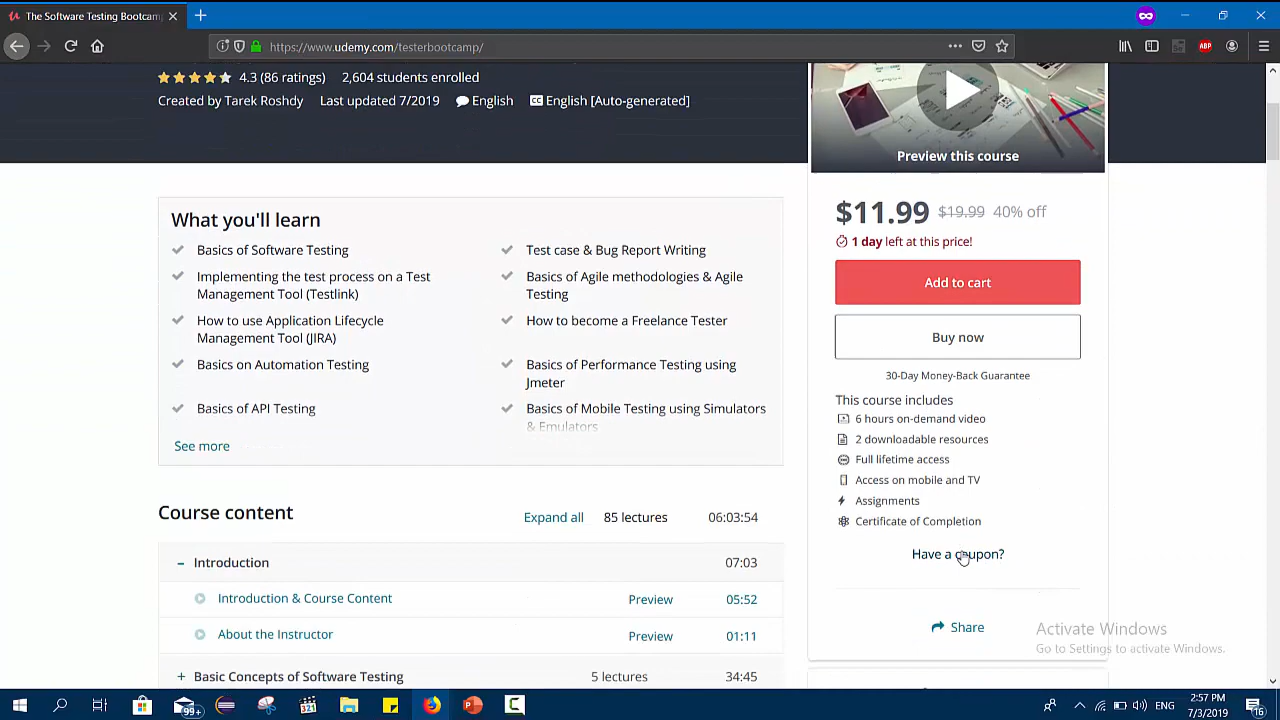 The Software Testing Bootcamp
https://www.udemy.com/testerbootcamp/
ABP
4.3 (86 ratings) 2,604 students enrolled
Created by Tarek Roshdy Last updated 7/2019 English CC English [Auto-generated]
Preview this course
What you'll learn
Basics of Software Testing
Implementing the test process on a Test
Management Tool (Testlink)
How to use Application Lifecycle
Management Tool (JIRA)
Basics on Automation Testing
Basics of API Testing
Test case & Bug Report Writing
Basics of Agile methodologies & Agile
Testing
How to become a Freelance Tester
Basics of Performance Testing using
Jmeter
Basics of Mobile Testing using Simulators
& Emulators
See more
$11.99 $19.99 40% off
1 day left at this price!
Add to cart
Buy now
30-Day Money-Back Guarantee
This course includes
6 hours on-demand video
2 downloadable resources
Full lifetime access
Access on mobile and TV
Assignments
Certificate of Completion
Have a coupon?
Share
Course content Expand all 85 lectures 06:03:54
Introduction 07:03
Introduction & Course Content Preview 05:52
About the Instructor Preview 01:11
Basic Concepts of Software Testing 5 lectures 34:45
Activate Windows
Go to Settings to activate Windows.
99+
ENG
2:57 PM
7/3/2019
16